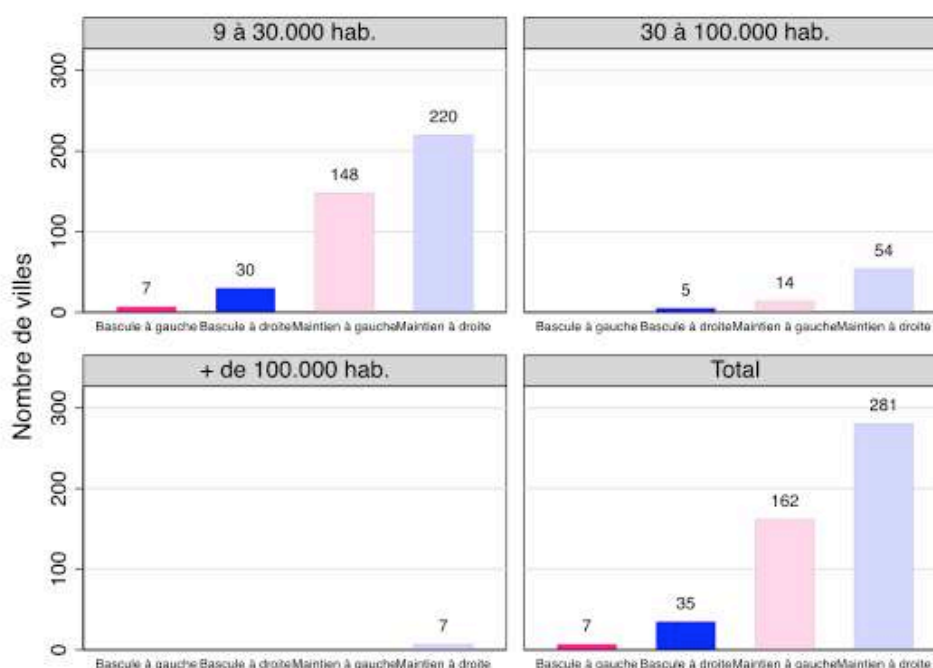 9 à 30.000 hab.
30 à 100.000 hab.
Nombre de villes
300
200
100
0
7
30
148
220
5
14
54
Bascule à gauche Bascule à droite Maintien à gauche Maintien à droite
Bascule à gauche Bascule à droite Maintien à gauche Maintien à droite
+ de 100.000 hab.
Total
300
200
100
0
7
7
35
162
281
Bascule à gauche Bascule à droite Maintien à gauche Maintien à droite
Bascule à gauche Bascule à droite Maintien à gauche Maintien à droite